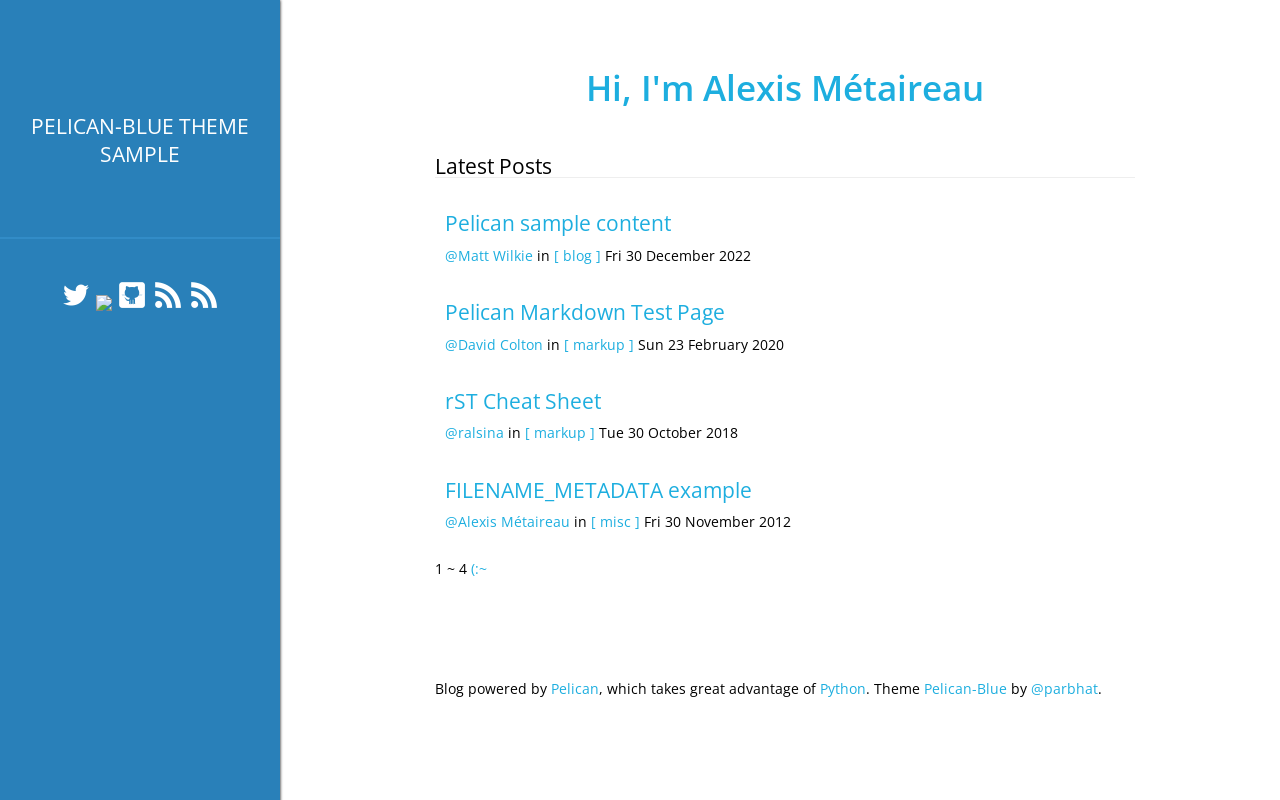 PELICAN-BLUE THEME
SAMPLE
Hi, I'm Alexis Métaireau
Latest Posts
Pelican sample content
@Matt Wilkie in [ blog ] Fri 30 December 2022
Pelican Markdown Test Page
@David Colton in [ markup ] Sun 23 February 2020
rST Cheat Sheet
@ralsina in [ markup ] Tue 30 October 2018
FILENAME_METADATA example
@Alexis Métaireau in [ misc ] Fri 30 November 2012
1 ~ 4 (:~
Blog powered by Pelican, which takes great advantage of Python. Theme Pelican-Blue by @parbhat.